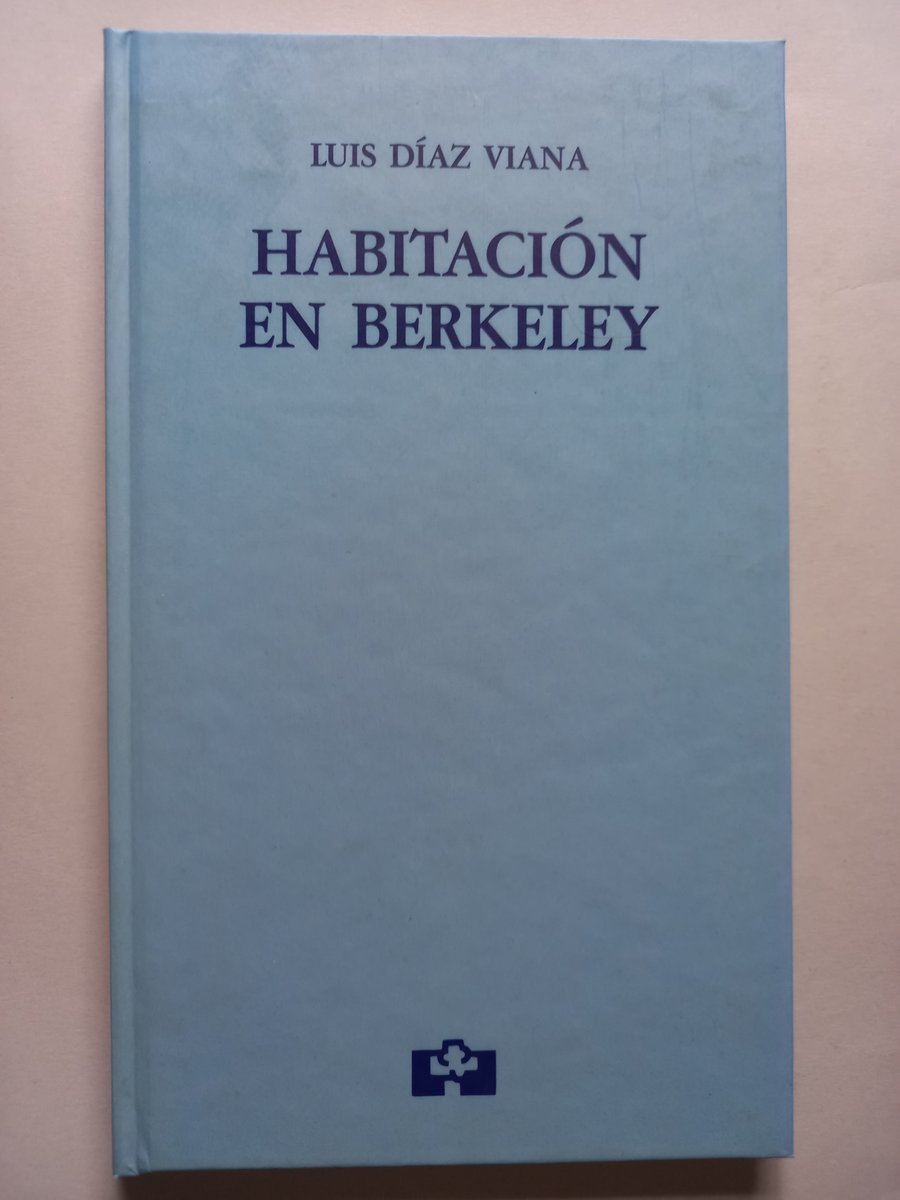 LUIS DÍAZ VIANA
HABITACIÓN
EN BERKELEY